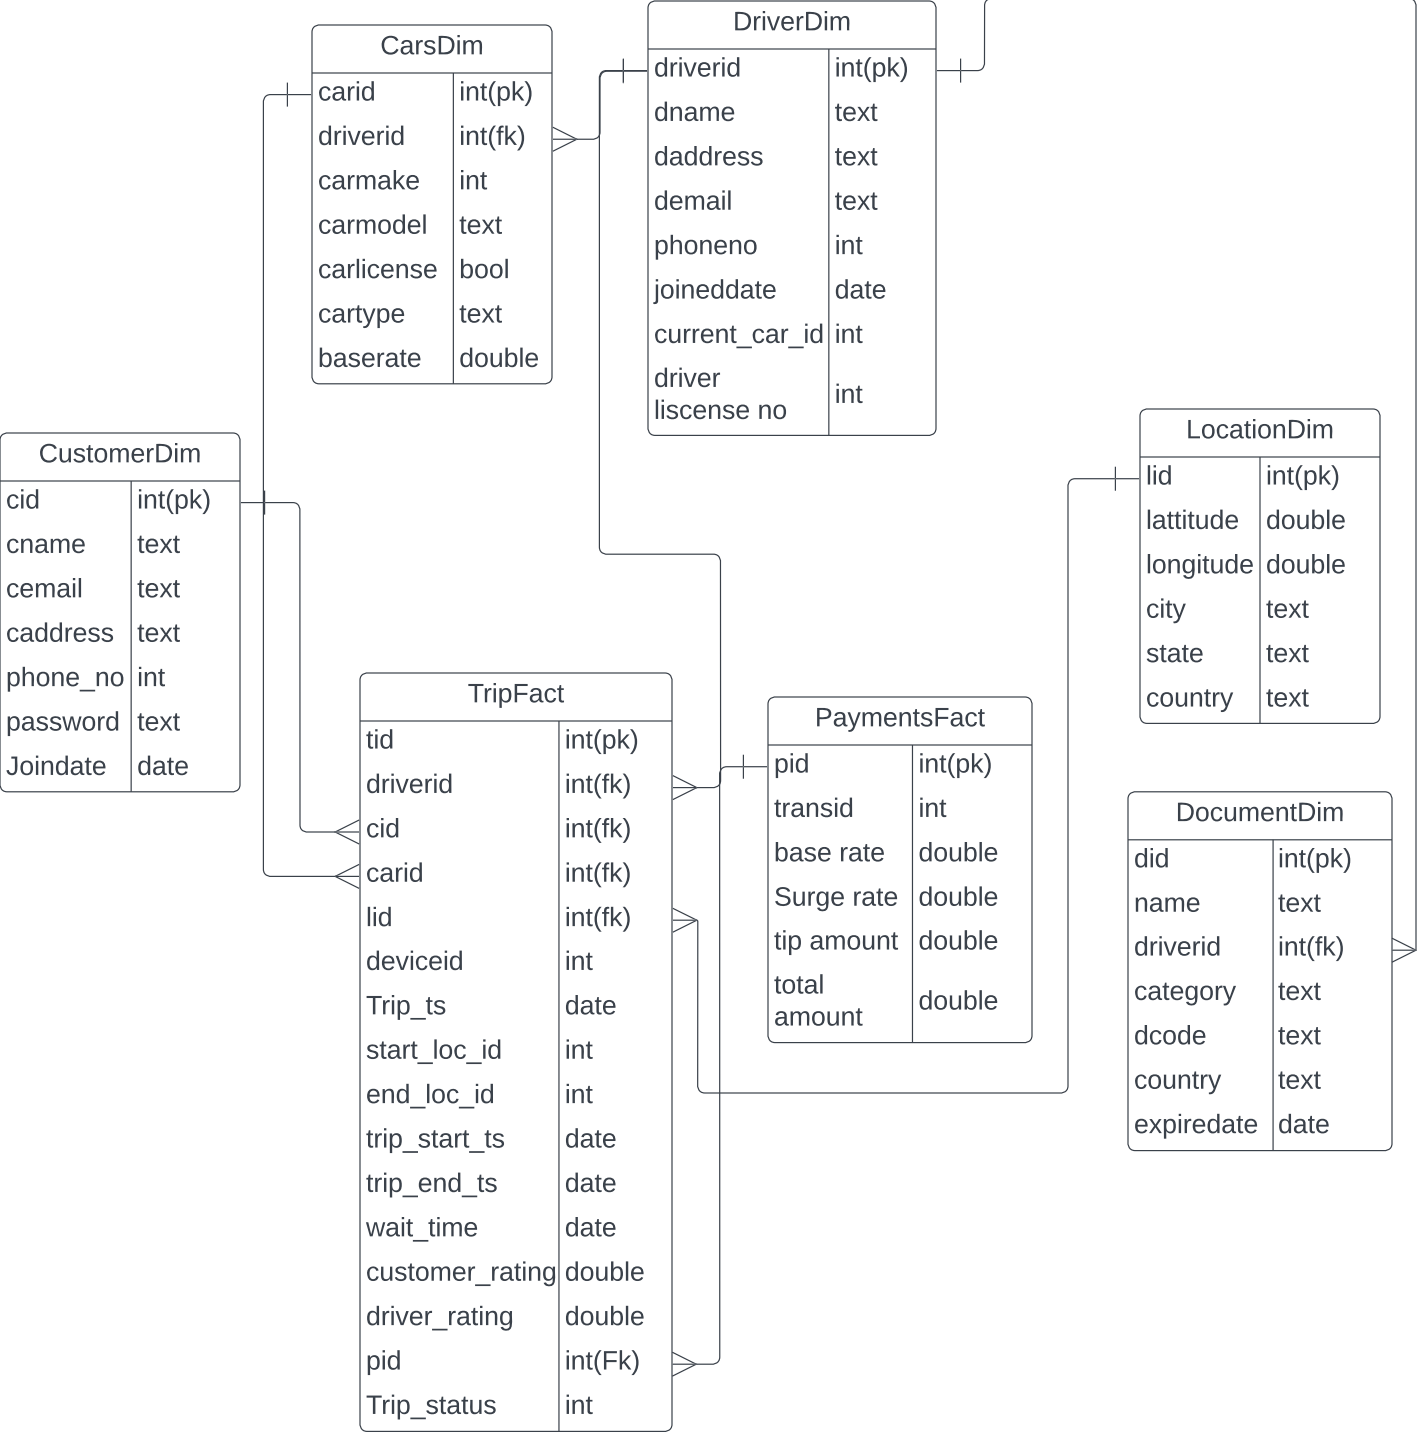 CarsDim
carid int(pk)
driverid int(fk)
carmake int
carmodel text
carlicense bool
cartype text
baserate double
DriverDim
driverid int(pk)
dname text
daddress text
demail text
phoneno int
joineddate date
current_car_id int
driver
liscense no int
CustomerDim
cid int(pk)
cname text
cemail text
caddress text
phone_no int
password text
Joindate date
LocationDim
lid int(pk)
lattitude double
longitude double
city text
state text
country text
TripFact
tid int(pk)
driverid int(fk)
cid int(fk)
carid int(fk)
lid int(fk)
deviceid int
Trip_ts date
start_loc_id int
end_loc_id int
trip_start_ts date
trip_end_ts date
wait_time date
customer_rating double
driver_rating double
pid int(Fk)
Trip_status int
PaymentsFact
pid int(pk)
transid int
base rate double
Surge rate double
tip amount double
total
amount double
DocumentDim
did int(pk)
name text
driverid int(fk)
category text
dcode text
country text
expiredate date